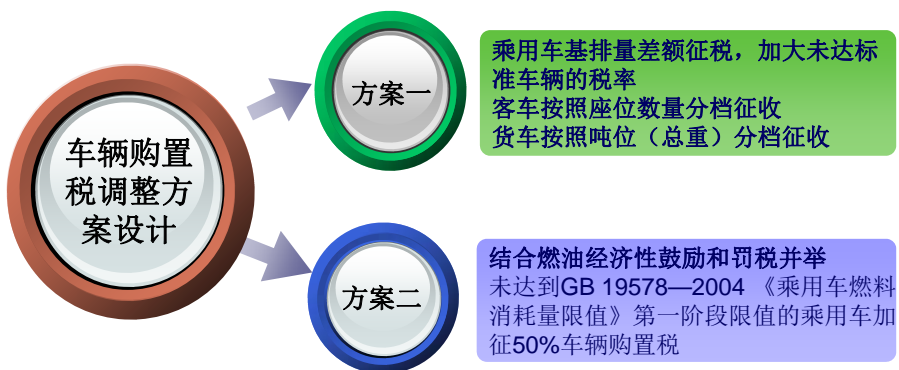 车辆购置
税调整方
案设计
方案一
乘用车基排量差额征税，加大未达标
准车辆的税率
客车按照座位数量分档征收
货车按照吨位（总重）分档征收
方案二
结合燃油经济性鼓励和罚税并举
未达到GB 19578—2004 《乘用车燃料
消耗量限值》第一阶段限值的乘用车加
征50%车辆购置税